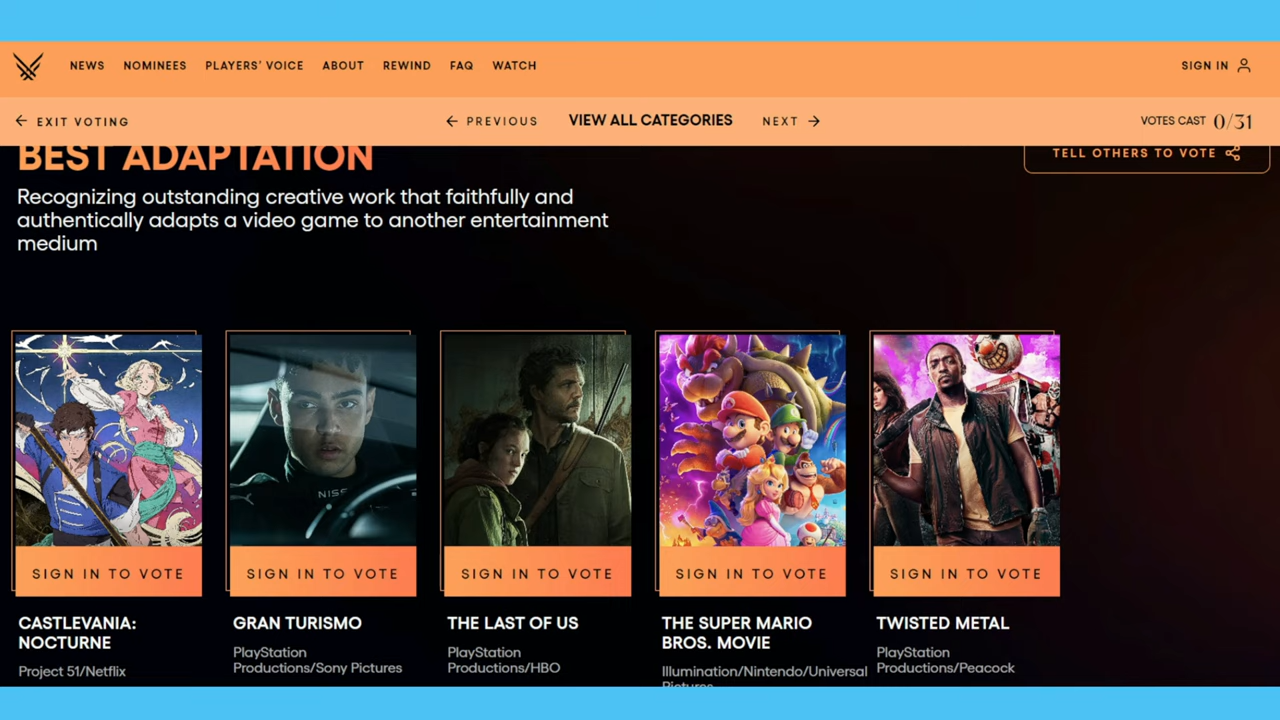 NEWS NOMINEES PLAYERS' VOICE ABOUT REWIND FAQ WATCH SIGN IN
← EXIT VOTING ← PREVIOUS VIEW ALL CATEGORIES NEXT → VOTES CAST 0/31
BEST ADAPTATION
TELL OTHERS TO VOTE
Recognizing outstanding creative work that faithfully and
authentically adapts a video game to another entertainment
medium
NISS
SIGN IN TO VOTE SIGN IN TO VOTE SIGN IN TO VOTE SIGN IN TO VOTE SIGN IN TO VOTE
CASTLEVANIA:
NOCTURNE
Project 51/Netflix
GRAN TURISMO
PlayStation
Productions/Sony Pictures
THE LAST OF US
PlayStation
Productions/HBO
THE SUPER MARIO
BROS. MOVIE
Illumination/Nintendo/Universal
Pictures
TWISTED METAL
PlayStation
Productions/Peacock